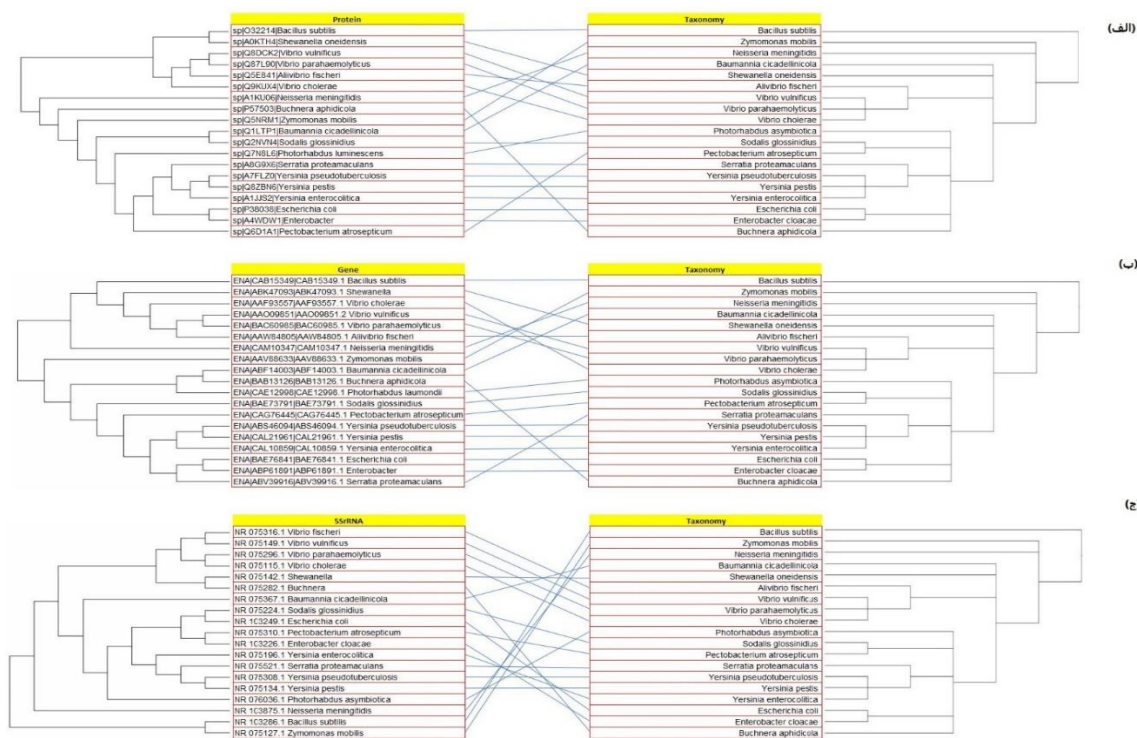 (الف)
Protein
Taxonomy
sp|O32214|Bacillus subtilis
Bacillus subtilis
sp|A0KTH4|Shewanella oneidensis
Zymomonas mobilis
sp|Q8DCK2|Vibrio vulnificus
Neisseria meningitidis
sp|Q87L90|Vibrio parahaemolyticus
Baumannia cicadellinicola
sp|Q5E841|Aliivibrio fischeri
Shewanella oneidensis
sp|Q9KUX4|Vibrio cholerae
Alivibrio fischeri
sp|A1KU06|Neisseria meningitidis
Vibrio vulnificus
sp|P57503|Buchnera aphidicola
Vibrio parahaemolyticus
sp|Q5NRM1|Zymomonas mobilis
Vibrio cholerae
sp|Q1LTP1|Baumannia cicadellinicola
Photorhabdus asymbiotica
sp|Q2NVN4|Sodalis glossinidius
Sodalis glossinidius
sp|Q7N8L6|Photorhabdus luminescens
Pectobacterium atrosepticum
sp|A8G9X6|Serratia proteamaculans
Serratia proteamaculans
sp|A7FLZ0|Yersinia pseudotuberculosis
Yersinia pseudotuberculosis
sp|Q8ZBN6|Yersinia pestis
Yersinia pestis
sp|A1JJS2|Yersinia enterocolitica
Yersinia enterocolitica
sp|P38038|Escherichia coli
Escherichia coli
sp|A4WDW1|Enterobacter
Enterobacter cloacae
sp|Q6D1A1|Pectobacterium atrosepticum
Buchnera aphidicola
(ب)
Gene
Taxonomy
ENA|CAB15349|CAB15349.1 Bacillus subtilis
Bacillus subtilis
ENA|ABK47093|ABK47093.1 Shewanella
Zymomonas mobilis
ENA|AAF93557|AAF93557.1 Vibrio cholerae
Neisseria meningitidis
ENA|AAO09851|AAO09851.2 Vibrio vulnificus
Baumannia cicadellinicola
ENA|BAC60985|BAC60985.1 Vibrio parahaemolyticus
Shewanella oneidensis
ENA|AAW84805|AAW84805.1 Aliivibrio fischeri
Alivibrio fischeri
ENA|CAM10347|CAM10347.1 Neisseria meningitidis
Vibrio vulnificus
ENA|AAV88633|AAV88633.1 Zymomonas mobilis
Vibrio parahaemolyticus
ENA|ABF14003|ABF14003.1 Baumannia cicadellinicola
Vibrio cholerae
ENA|BAB13126|BAB13126.1 Buchnera aphidicola
Photorhabdus asymbiotica
ENA|CAE12998|CAE12998.1 Photorhabdus laumondii
Sodalis glossinidius
ENA|BAE73791|BAE73791.1 Sodalis glossinidius
Pectobacterium atrosepticum
ENA|CAG76445|CAG76445.1 Pectobacterium atrosepticum
Serratia proteamaculans
ENA|ABS46094|ABS46094.1 Yersinia pseudotuberculosis
Yersinia pseudotuberculosis
ENA|CAL21961|CAL21961.1 Yersinia pestis
Yersinia pestis
ENA|CAL10859|CAL10859.1 Yersinia enterocolitica
Yersinia enterocolitica
ENA|BAE76841|BAE76841.1 Escherichia coli
Escherichia coli
ENA|ABP61891|ABP61891.1 Enterobacter
Enterobacter cloacae
ENA|ABV39916|ABV39916.1 Serratia proteamaculans
Buchnera aphidicola
(ج)
SSrRNA
Taxonomy
NR 075316.1 Vibrio fischeri
Bacillus subtilis
NR 075149.1 Vibrio vulnificus
Zymomonas mobilis
NR 075296.1 Vibrio parahaemolyticus
Neisseria meningitidis
NR 075115.1 Vibrio cholerae
Baumannia cicadellinicola
NR 075142.1 Shewanella
Shewanella oneidensis
NR 075282.1 Buchnera
Alivibrio fischeri
NR 075367.1 Baumannia cicadellinicola
Vibrio vulnificus
NR 075224.1 Sodalis glossinidius
Vibrio parahaemolyticus
NR 103249.1 Escherichia coli
Vibrio cholerae
NR 075310.1 Pectobacterium atrosepticum
Photorhabdus asymbiotica
NR 103226.1 Enterobacter cloacae
Sodalis glossinidius
NR 075196.1 Yersinia enterocolitica
Pectobacterium atrosepticum
NR 075521.1 Serratia proteamaculans
Serratia proteamaculans
NR 075308.1 Yersinia pseudotuberculosis
Yersinia pseudotuberculosis
NR 075134.1 Yersinia pestis
Yersinia pestis
NR 076036.1 Photorhabdus asymbiotica
Yersinia enterocolitica
NR 103875.1 Neisseria meningitidis
Escherichia coli
NR 103286.1 Bacillus subtilis
Enterobacter cloacae
NR 075127.1 Zymomonas mobilis
Buchnera aphidicola